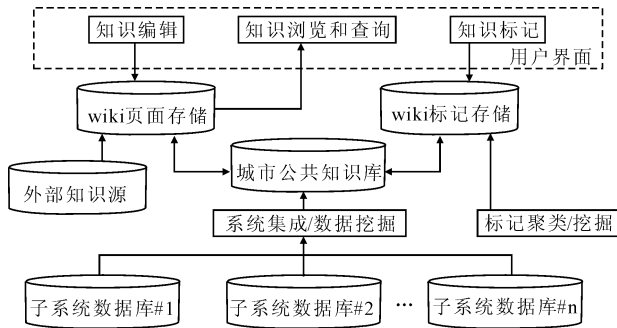 知识编辑
知识浏览和查询
知识标记
用户界面
wiki页面存储
wiki标记存储
城市公共知识库
外部知识源
系统集成/数据挖掘
标记聚类/挖掘
子系统数据库#1
子系统数据库#2
···
子系统数据库#n